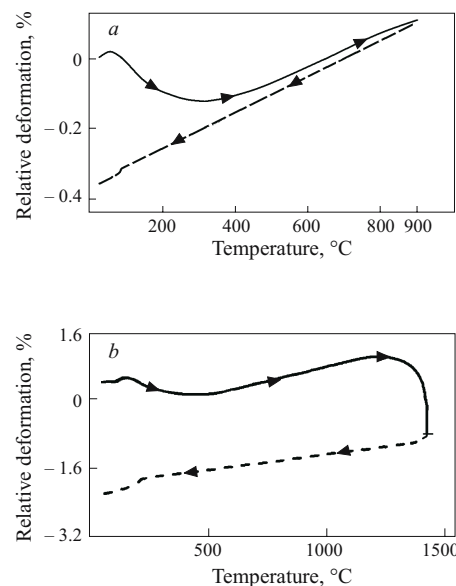 a
Relative deformation, %
0
– 0.2
– 0.4
200 400 600 800 900
Temperature, °C
b
Relative deformation, %
1.6
0
– 1.6
– 3.2
500 1000 1500
Temperature, °C